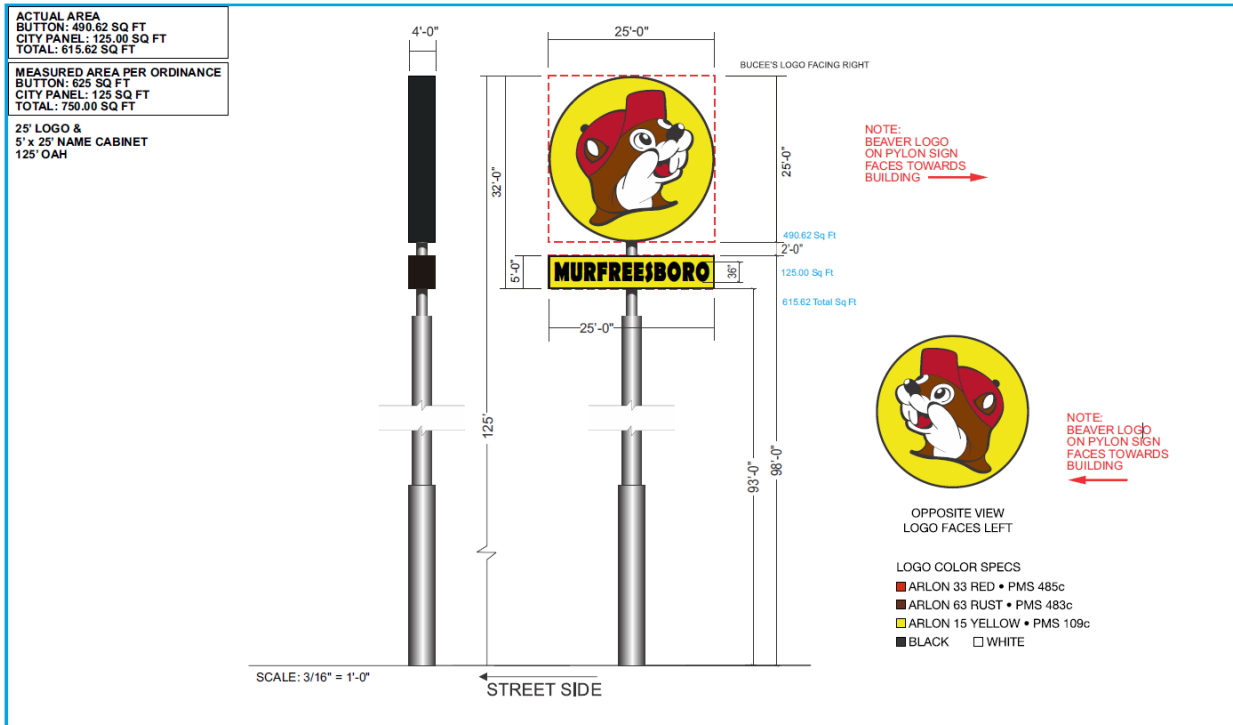 ACTUAL AREA
BUTTON: 490.62 SQ FT
CITY PANEL: 125.00 SQ FT
TOTAL: 615.62 SQ FT
MEASURED AREA PER ORDINANCE
BUTTON: 625 SQ FT
CITY PANEL: 125 SQ FT
TOTAL: 750.00 SQ FT
25' LOGO &
5' x 25' NAME CABINET
125' OAH
4'-0"
25'-0"
BUCEE'S LOGO FACING RIGHT
32'-0"
25'-0"
NOTE:
BEAVER LOGO
ON PYLON SIGN
FACES TOWARDS
BUILDING
490.62 Sq Ft
2'-0"
5'-0"
MURFREESBORO
36"
125.00 Sq Ft
615.62 Total Sq Ft
25'-0"
125'
93'-0"
98'-0"
NOTE:
BEAVER LOGO
ON PYLON SIGN
FACES TOWARDS
BUILDING
OPPOSITE VIEW
LOGO FACES LEFT
LOGO COLOR SPECS
ARLON 33 RED • PMS 485c
ARLON 63 RUST • PMS 483c
ARLON 15 YELLOW • PMS 109c
BLACK WHITE
SCALE: 3/16" = 1'-0"
STREET SIDE